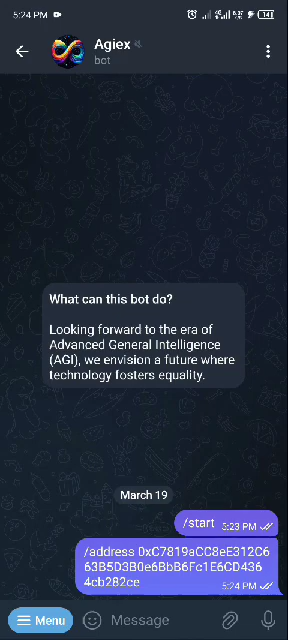 5:24 PM
141
Agiex
bot
What can this bot do?
Looking forward to the era of
Advanced General Intelligence
(AGI), we envision a future where
technology fosters equality.
March 19
/start 5:23 PM
/address 0xC7819aCC8eE312C6
63B5D3B0e6BbB6Fc1E6CD436
4cb282ce 5:24 PM
Menu
Message